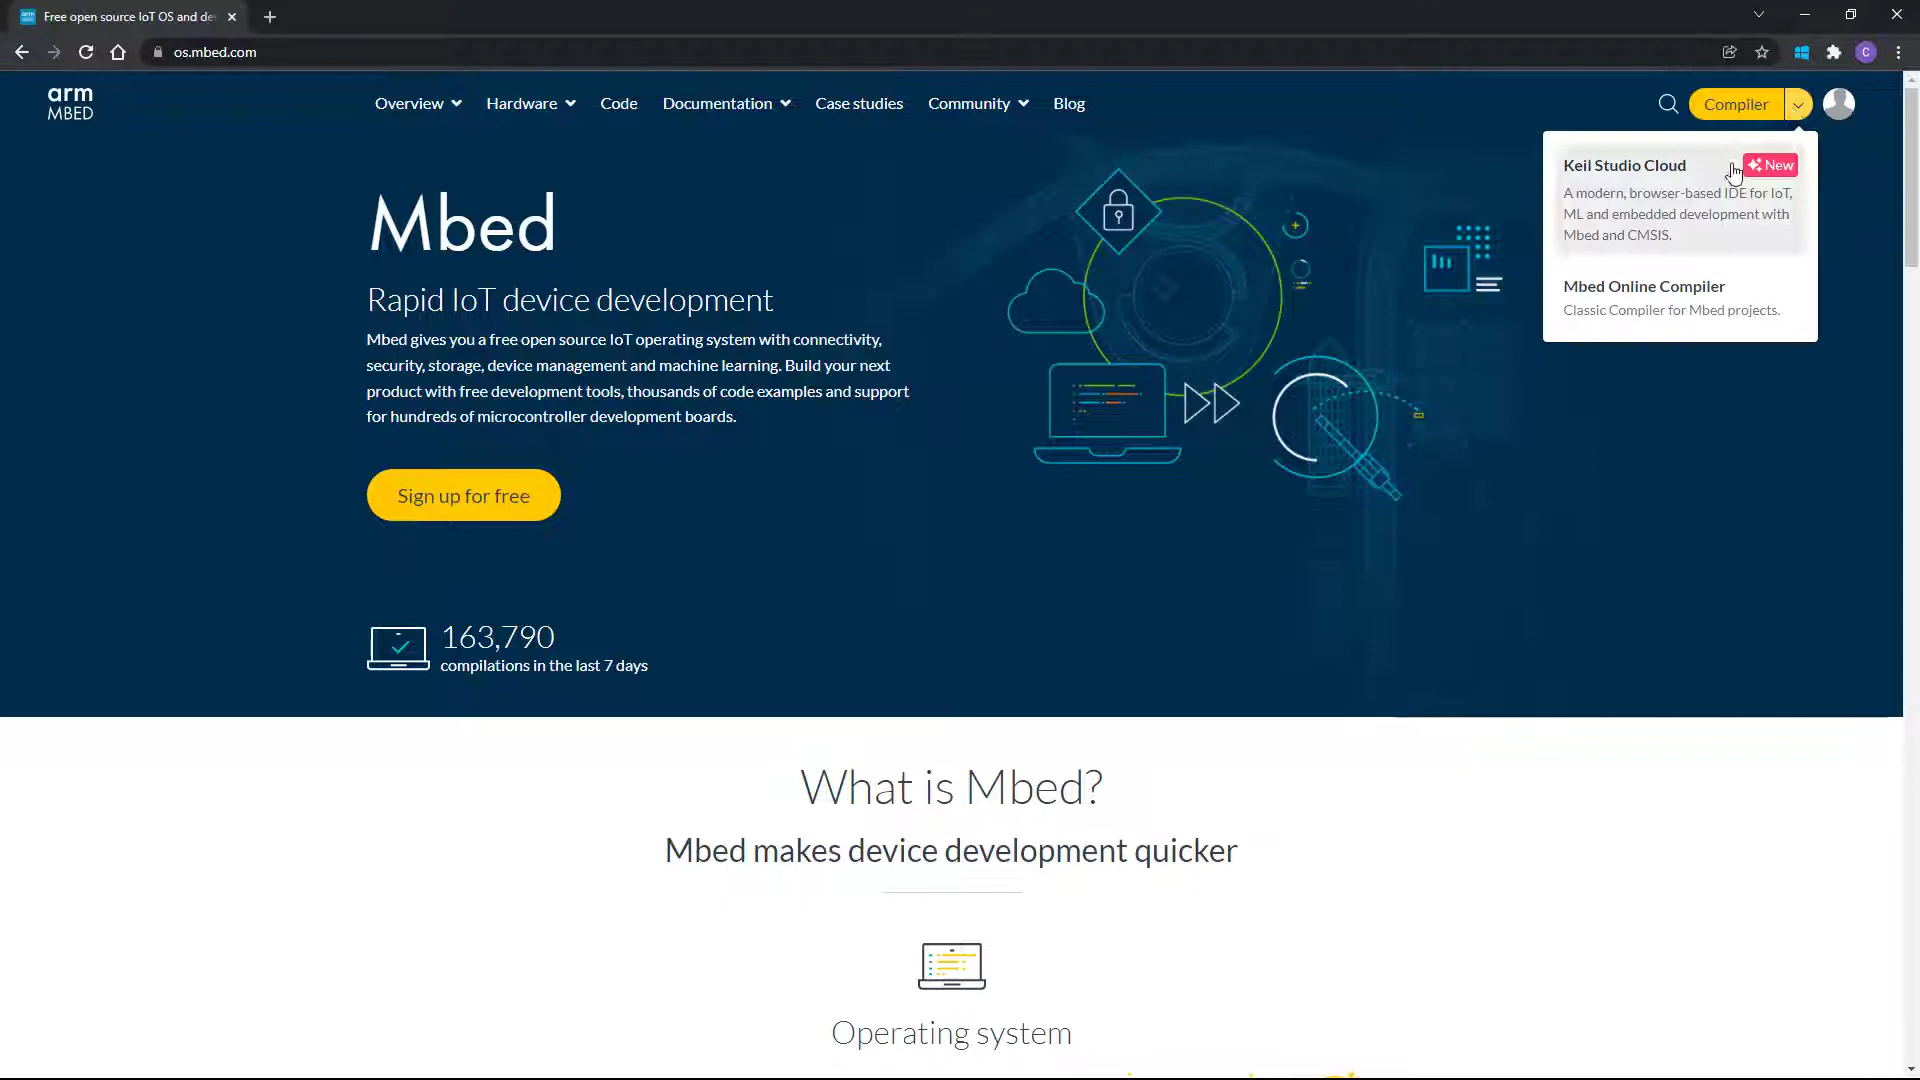 Free open source IoT OS and de
os.mbed.com
C
arm
MBED
Overview
Hardware
Code
Documentation
Case studies
Community
Blog
Compiler
Keil Studio Cloud
New
A modern, browser-based IDE for IoT,
ML and embedded development with
Mbed and CMSIS.
Mbed Online Compiler
Classic Compiler for Mbed projects.
Mbed
Rapid IoT device development
Mbed gives you a free open source IoT operating system with connectivity,
security, storage, device management and machine learning. Build your next
product with free development tools, thousands of code examples and support
for hundreds of microcontroller development boards.
Sign up for free
163,790
compilations in the last 7 days
What is Mbed?
Mbed makes device development quicker
Operating system